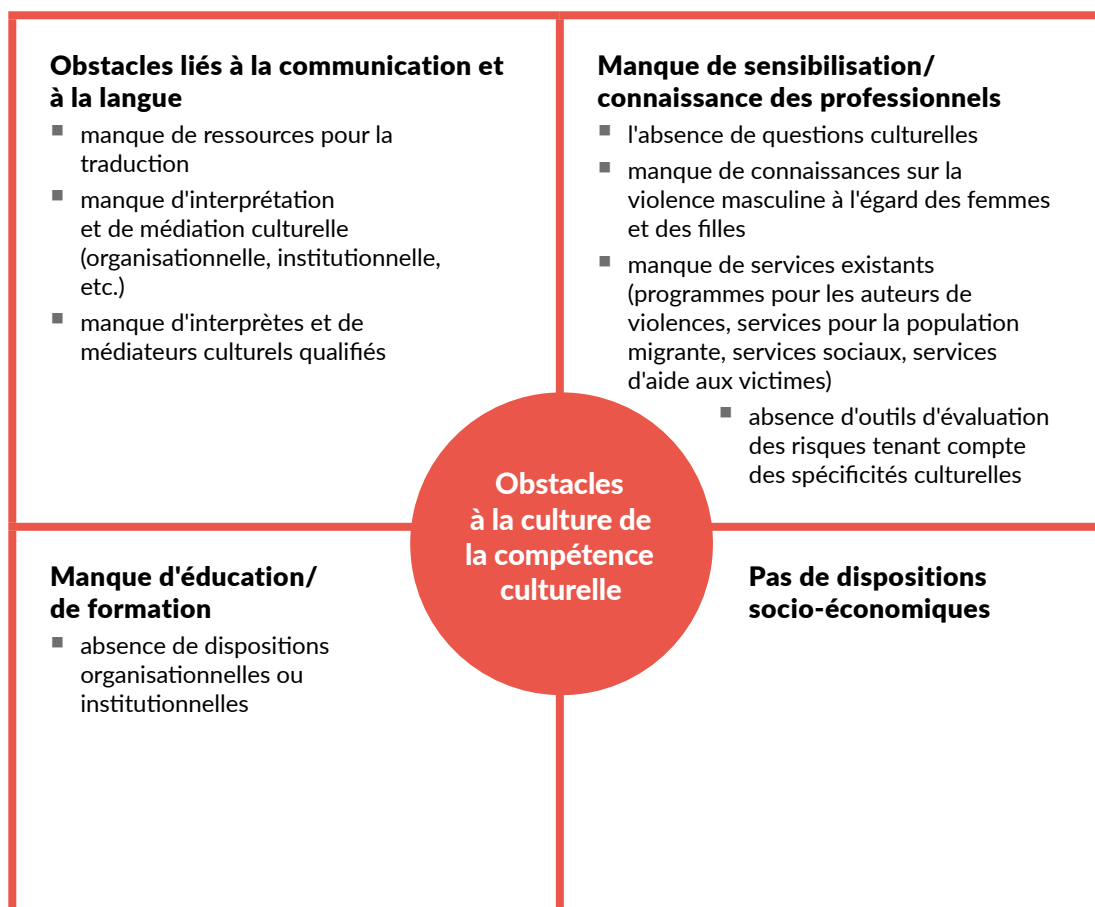 Obstacles liés à la communication et
à la langue
▪ manque de ressources pour la
traduction
▪ manque d'interprétation
et de médiation culturelle
(organisationnelle, institutionnelle,
etc.)
▪ manque d'interprètes et de
médiateurs culturels qualifiés
Manque de sensibilisation/
connaissance des professionnels
▪ l'absence de questions culturelles
▪ manque de connaissances sur la
violence masculine à l'égard des femmes
et des filles
▪ manque de services existants
(programmes pour les auteurs de
violences, services pour la population
migrante, services sociaux, services
d'aide aux victimes)
▪ absence d'outils d'évaluation
des risques tenant compte
des spécificités culturelles
Obstacles
à la culture de
la compétence
culturelle
Manque d'éducation/
de formation
▪ absence de dispositions
organisationnelles ou
institutionnelles
Pas de dispositions
socio-économiques